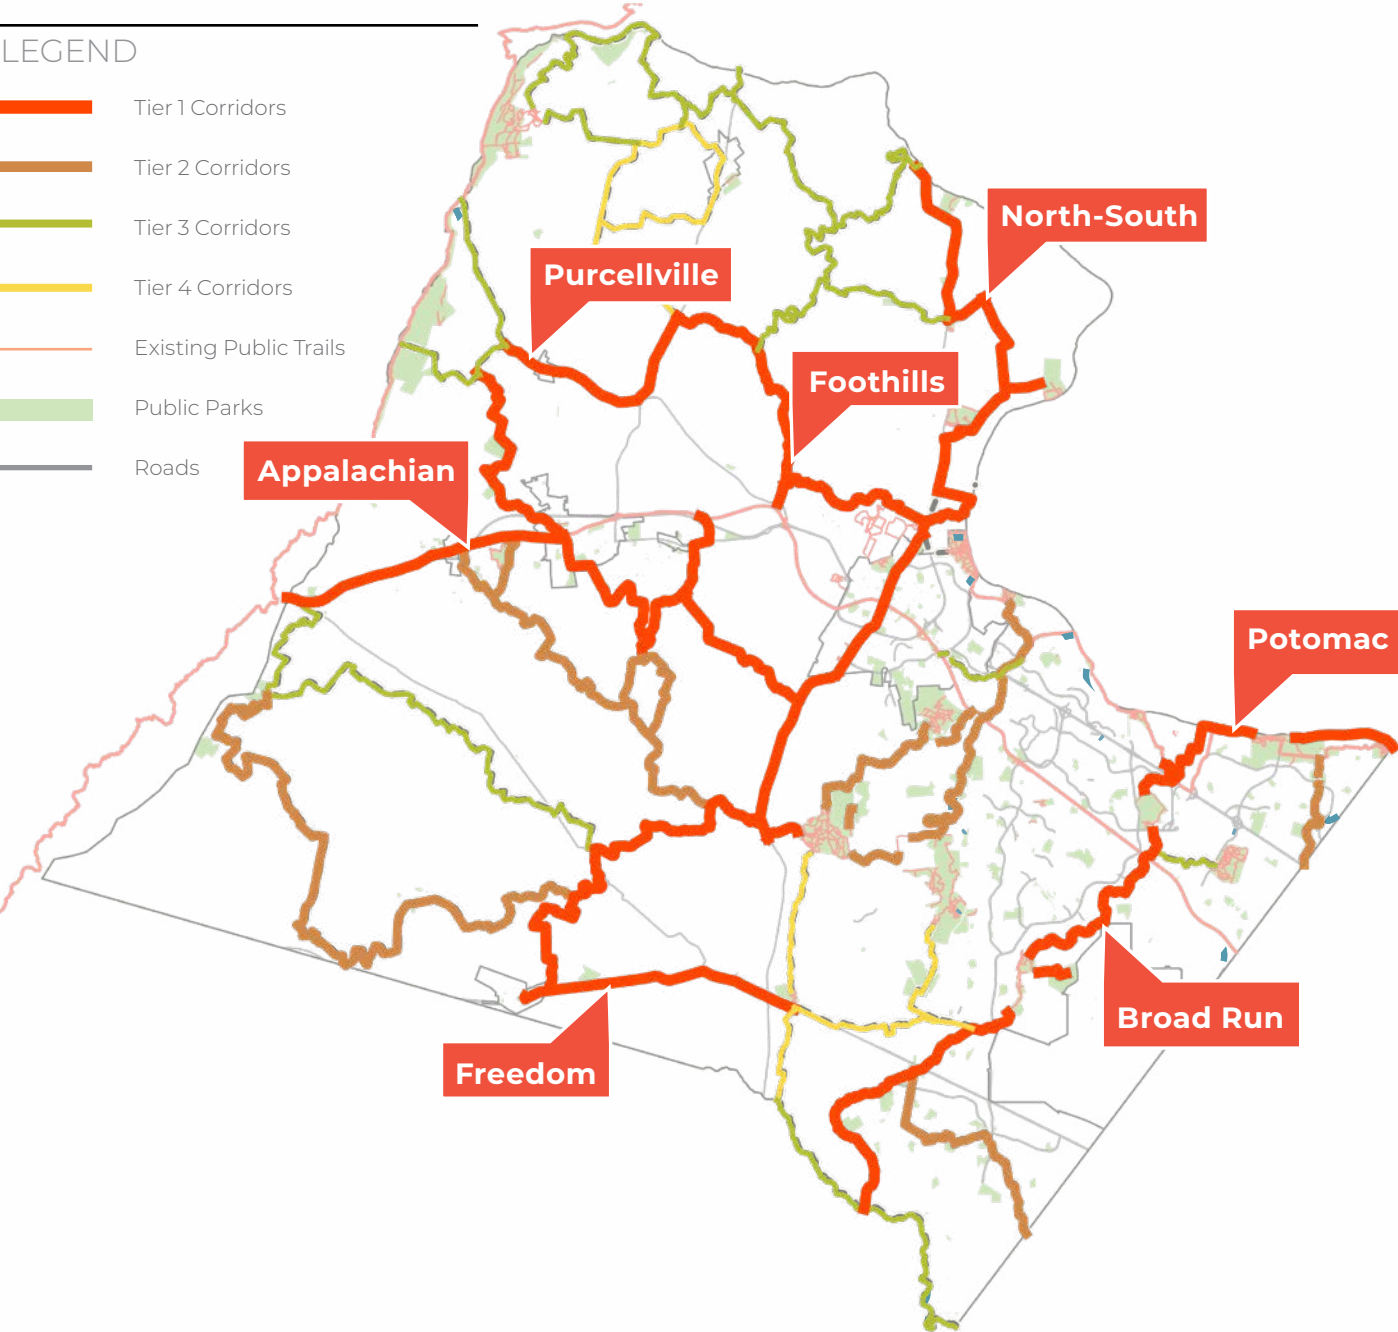 LEGEND
Tier 1 Corridors
Tier 2 Corridors
Tier 3 Corridors
Tier 4 Corridors
Existing Public Trails
Public Parks
Roads
North-South
Purcellville
Foothills
Appalachian
Potomac
Broad Run
Freedom